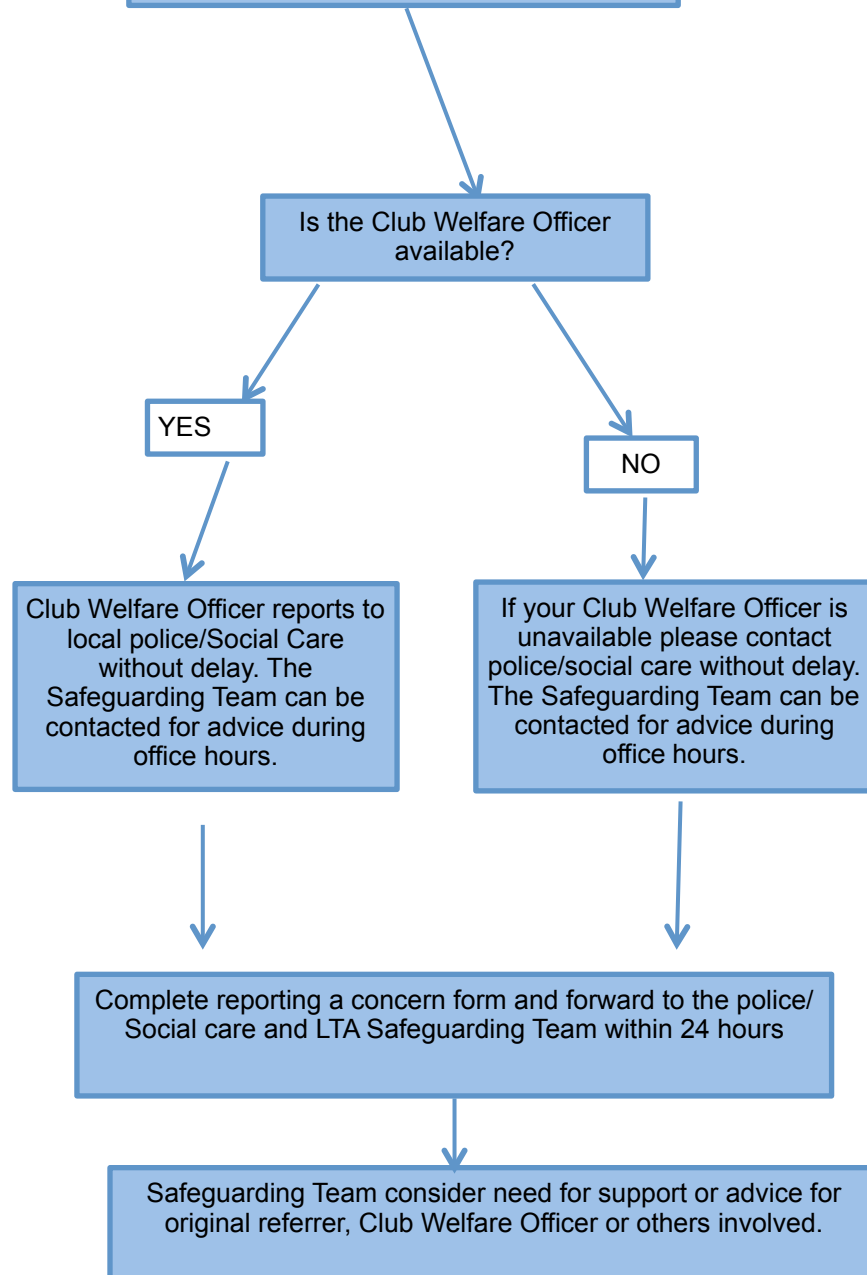 Is the Club Welfare Officer
available?
YES
NO
Club Welfare Officer reports to
local police/Social Care
without delay. The
Safeguarding Team can be
contacted for advice during
office hours.
If your Club Welfare Officer is
unavailable please contact
police/social care without delay.
The Safeguarding Team can be
contacted for advice during
office hours.
Complete reporting a concern form and forward to the police/
Social care and LTA Safeguarding Team within 24 hours
Safeguarding Team consider need for support or advice for
original referrer, Club Welfare Officer or others involved.